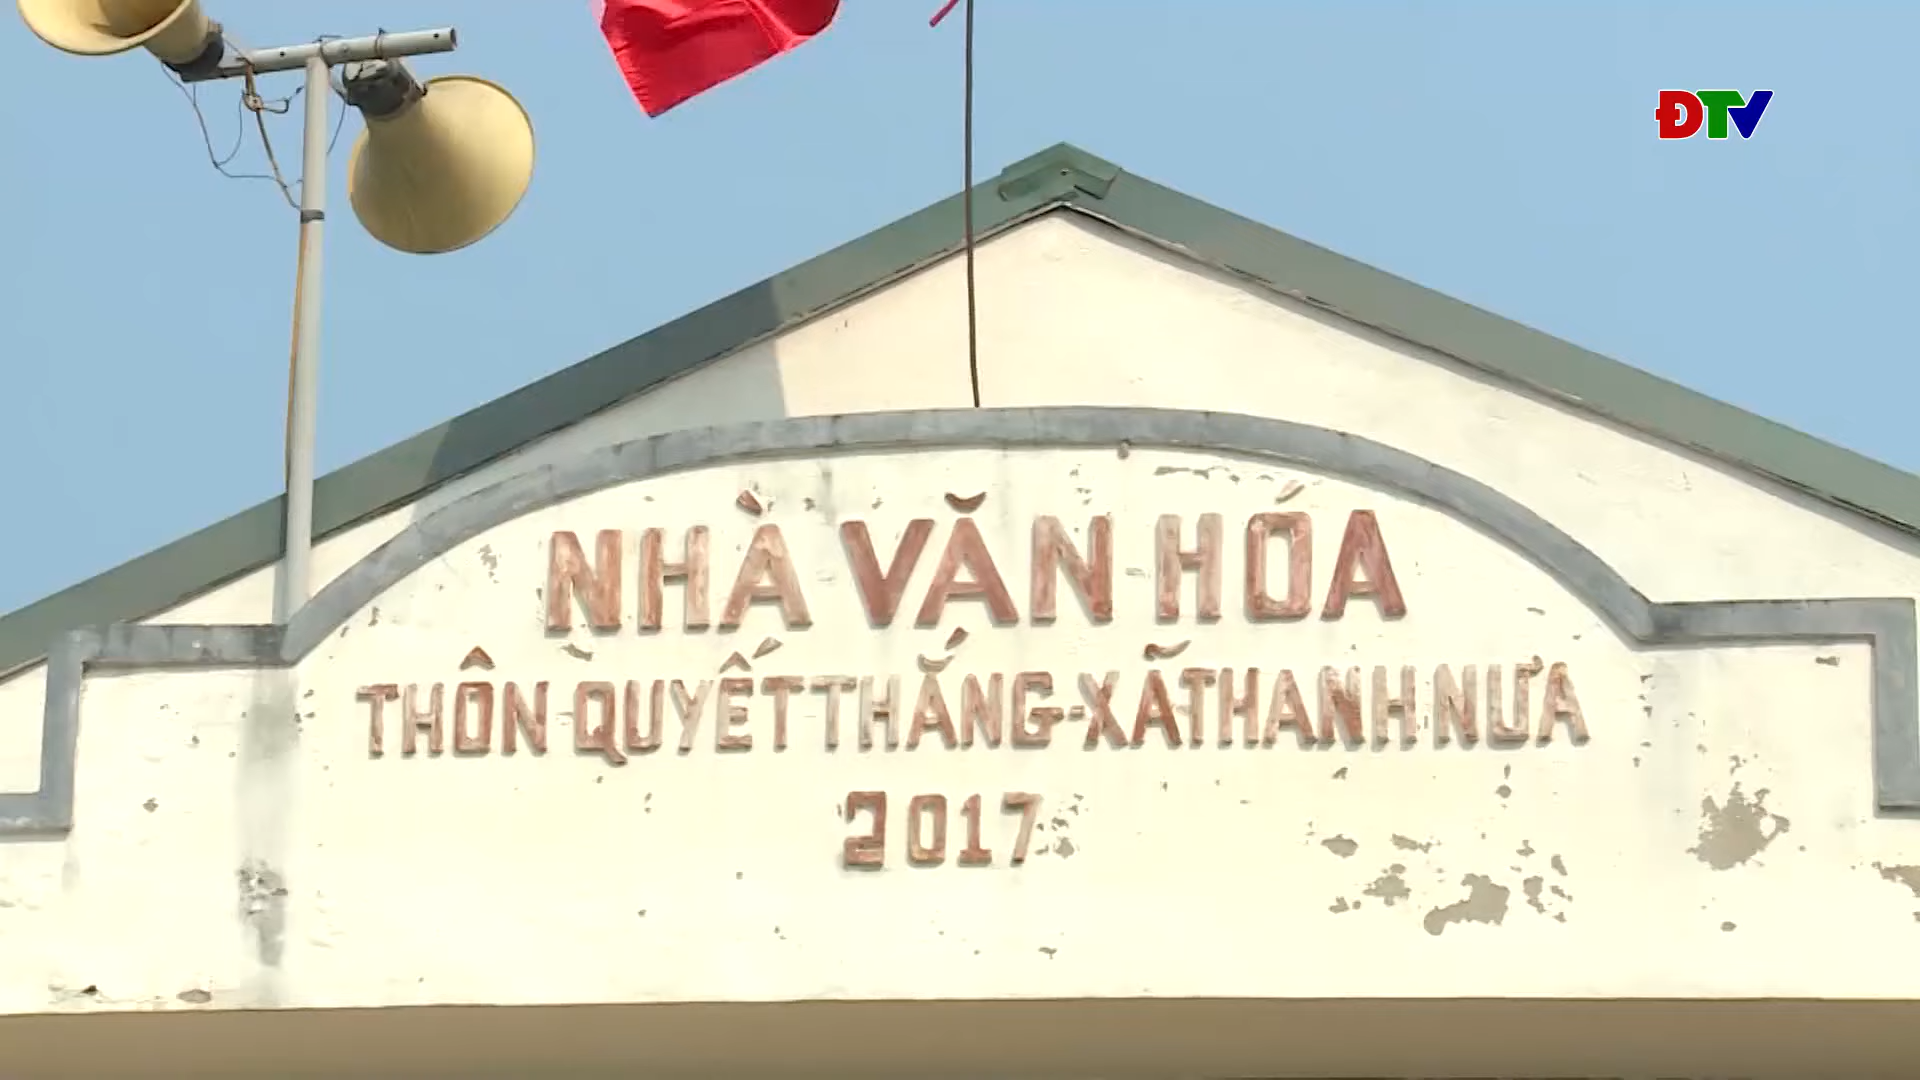 ĐTV
NHÀ VĂN HÓA
THÔN QUYẾT THẮNG-XÃ THANH NƯA
2017